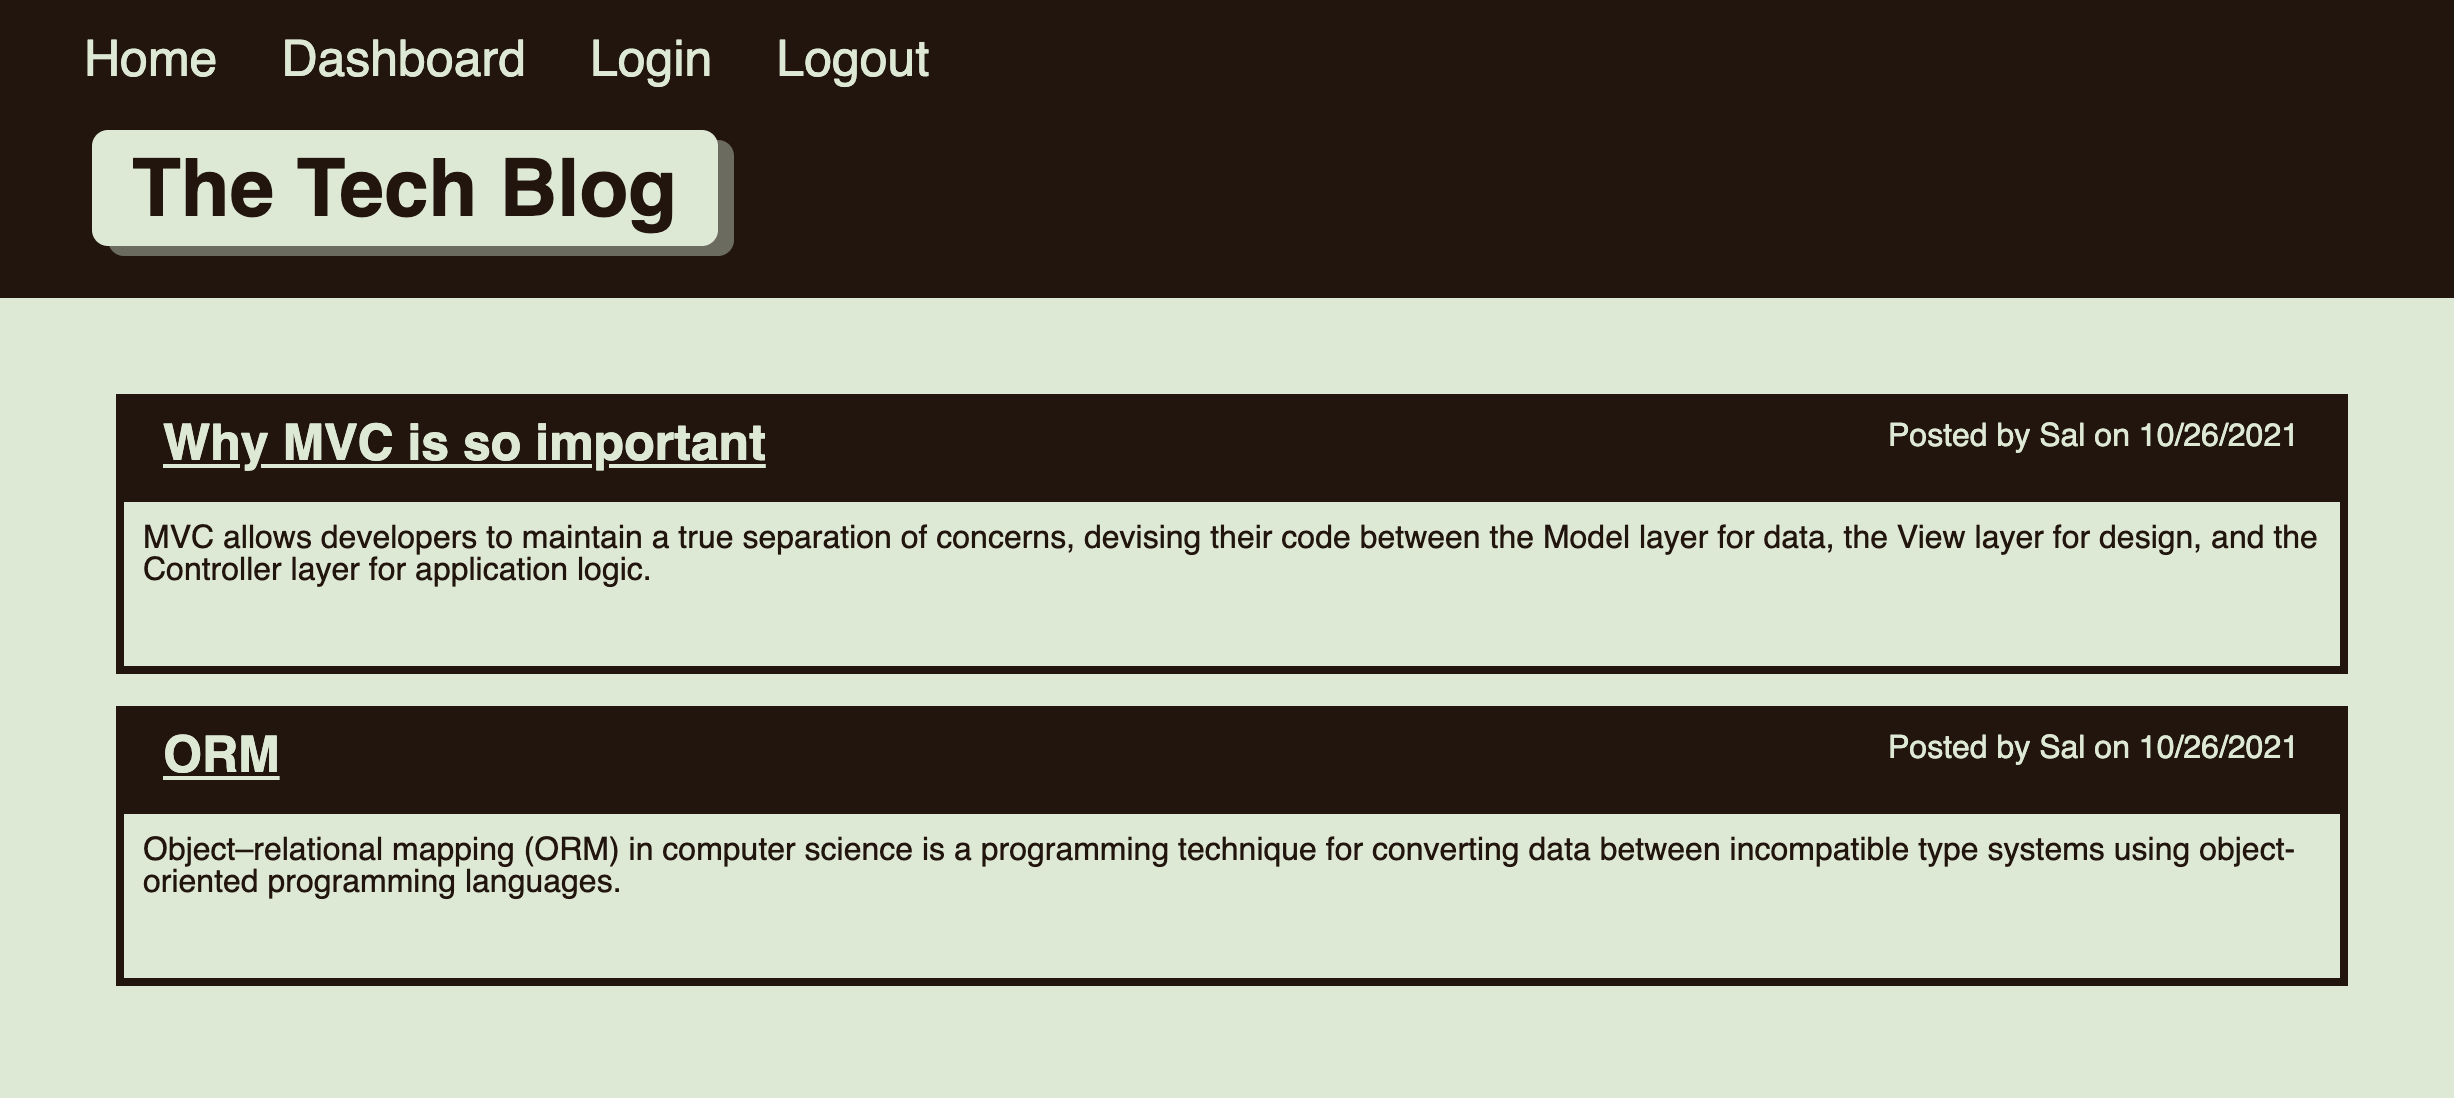 Home Dashboard Login Logout
The Tech Blog
Why MVC is so important
Posted by Sal on 10/26/2021
MVC allows developers to maintain a true separation of concerns, devising their code between the Model layer for data, the View layer for design, and the
Controller layer for application logic.
ORM
Posted by Sal on 10/26/2021
Object–relational mapping (ORM) in computer science is a programming technique for converting data between incompatible type systems using object-
oriented programming languages.